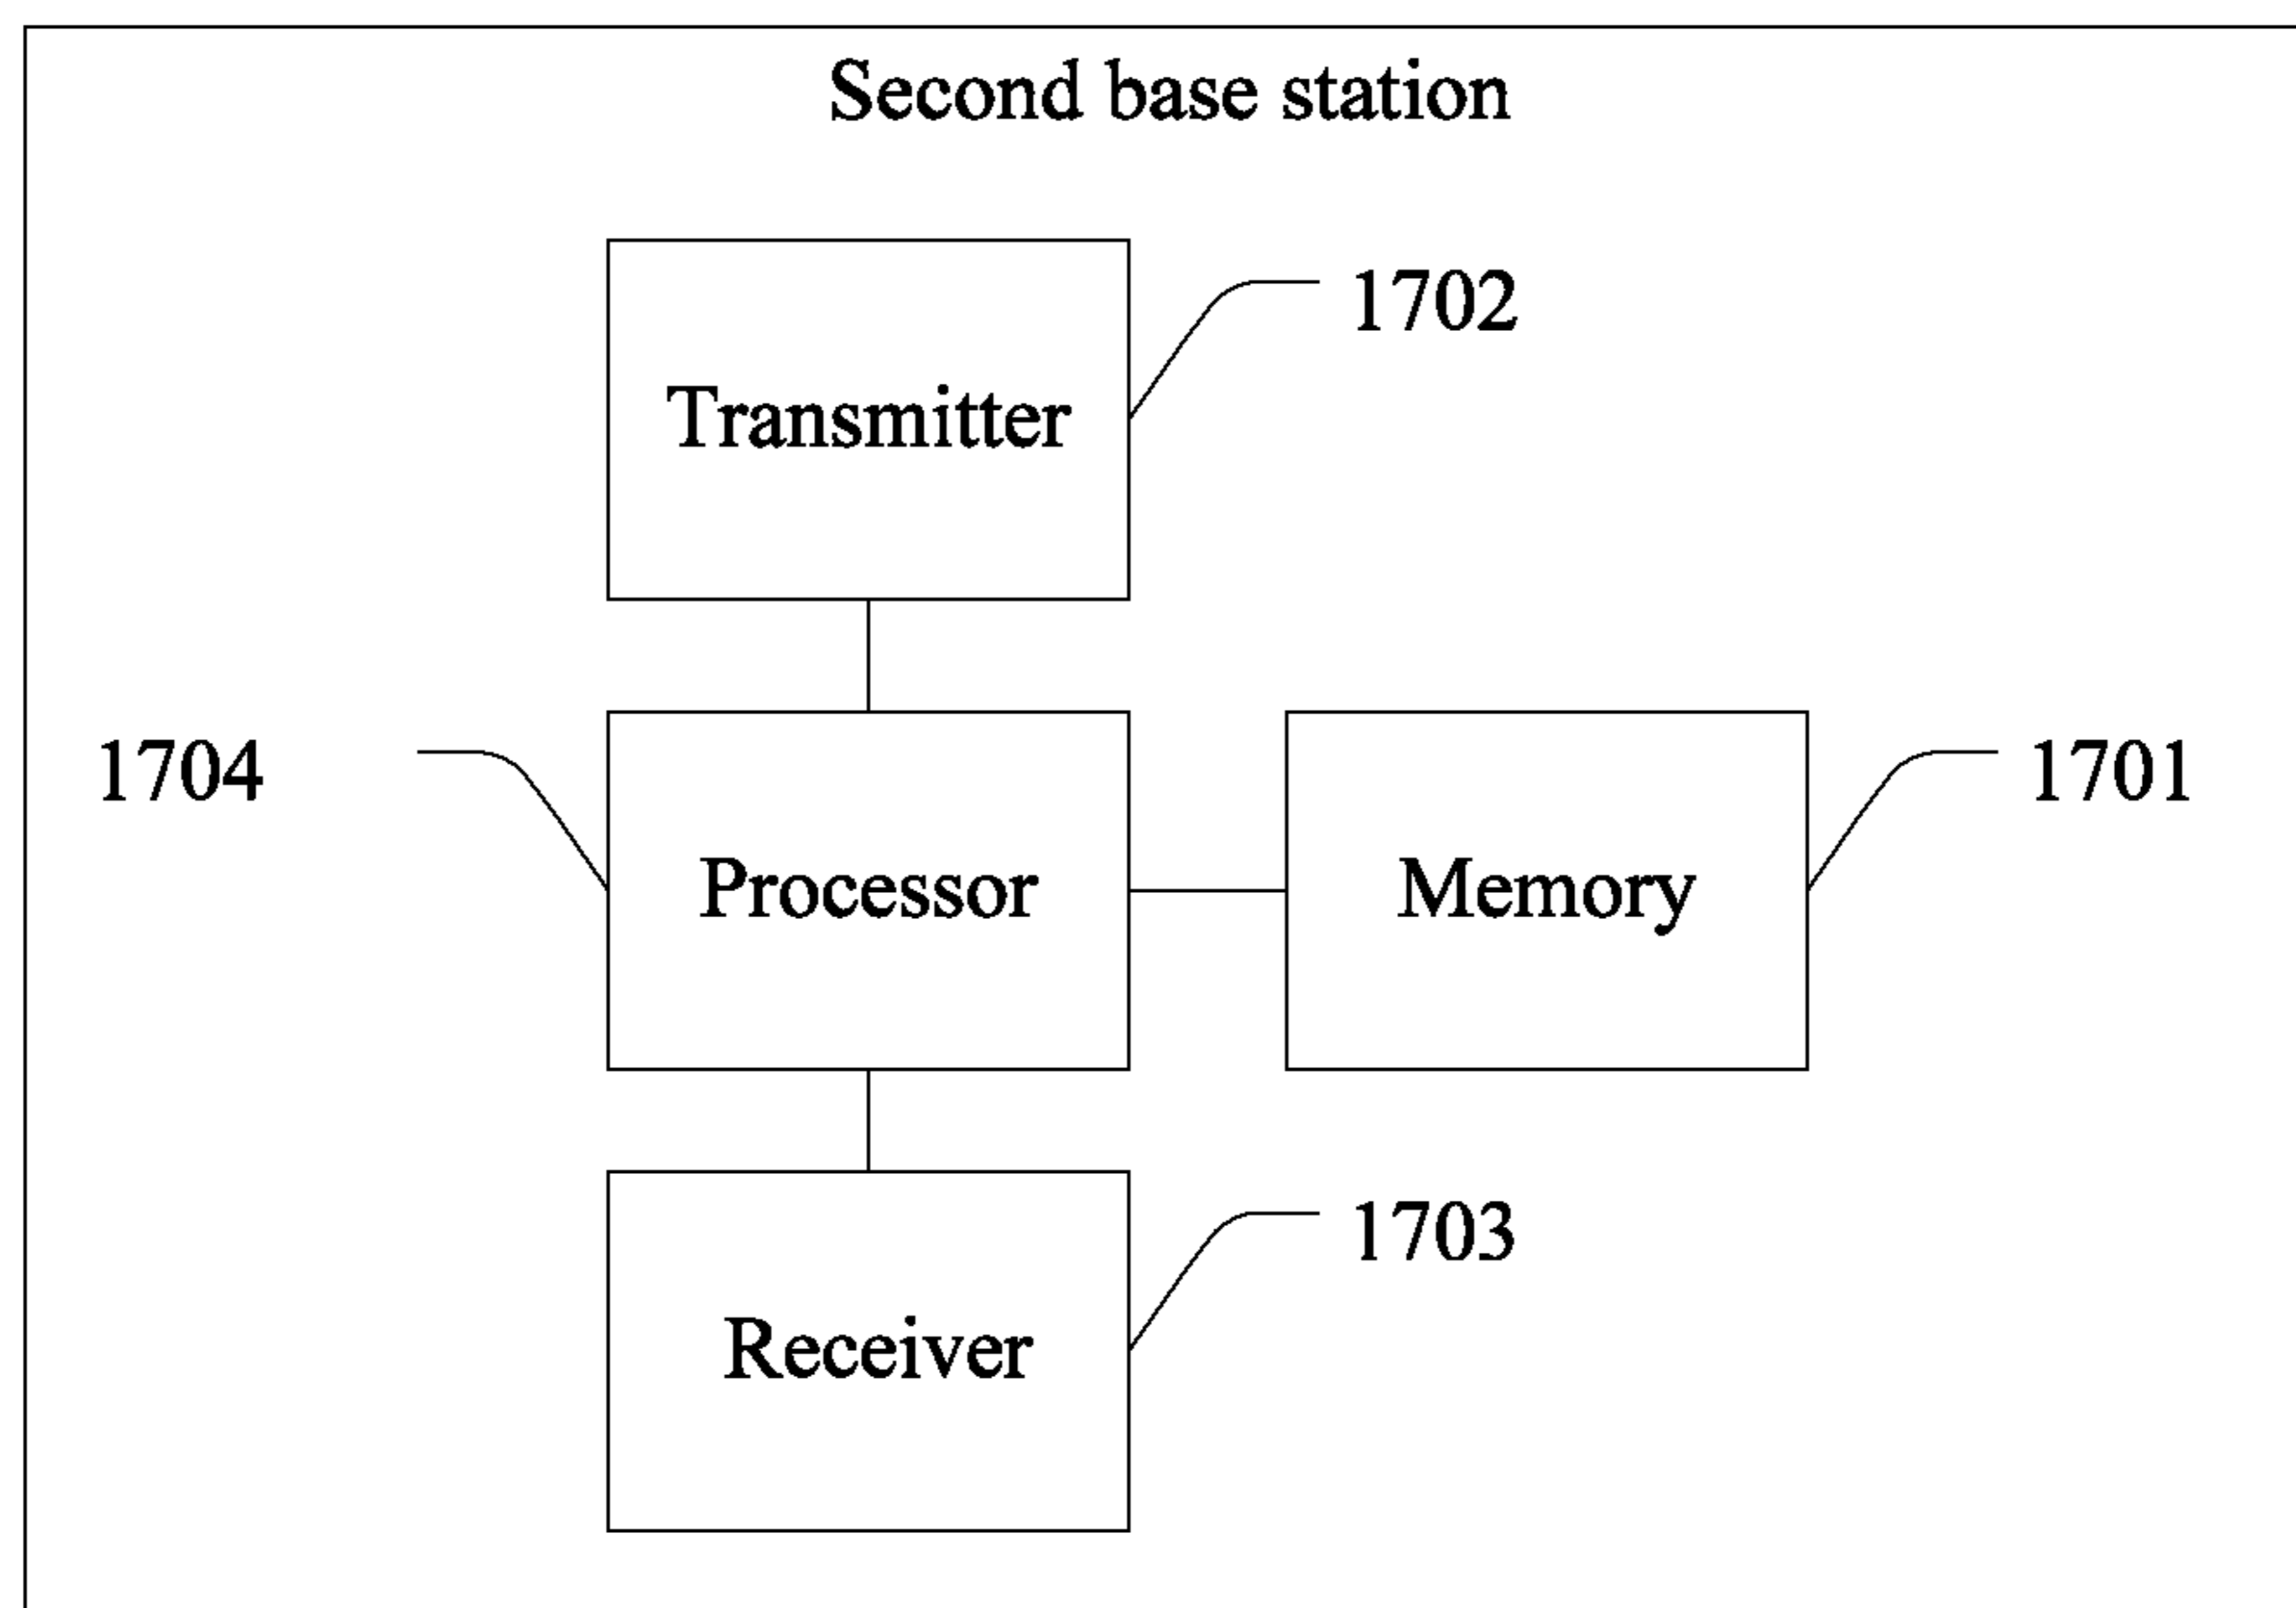 Second base station
1702
Transmitter
1704
1701
Processor
Memory
1703
Receiver